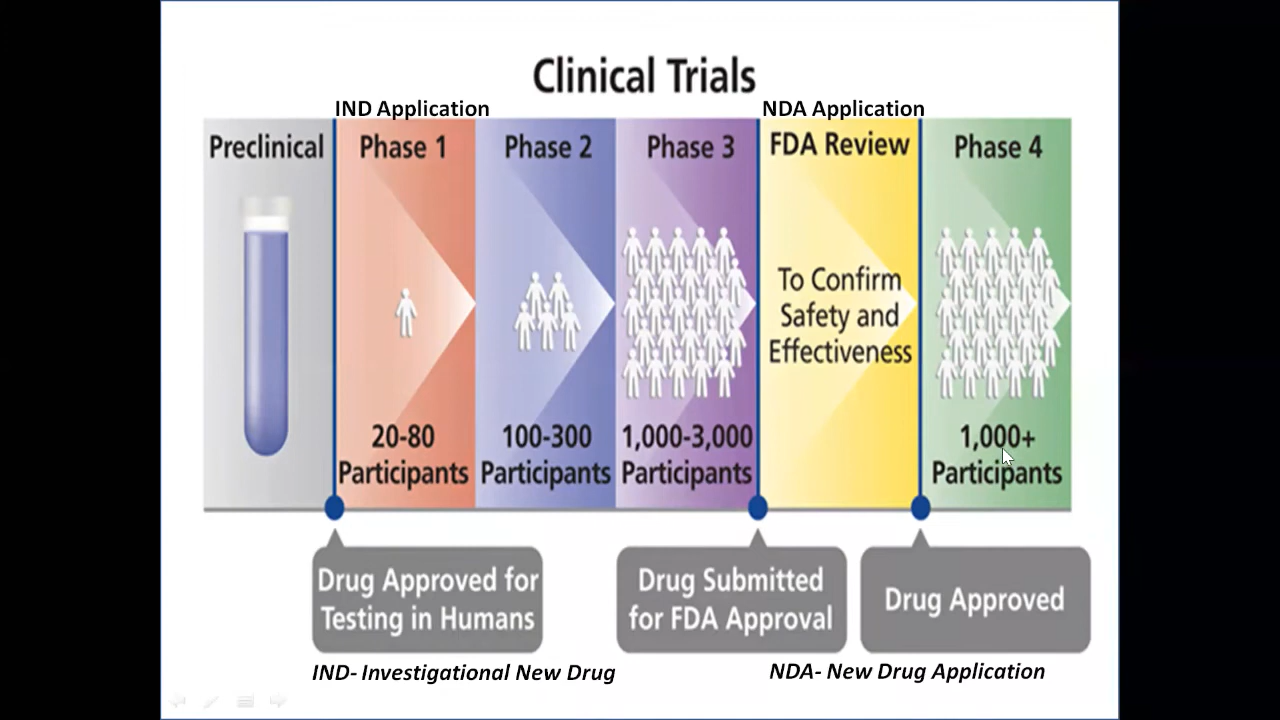 Clinical Trials
IND Application
NDA Application
Preclinical
Phase 1
Phase 2
Phase 3
FDA Review
Phase 4
To Confirm
Safety and
Effectiveness
20-80
Participants
100-300
Participants
1,000-3,000
Participants
1,000+
Participants
Drug Approved for
Testing in Humans
Drug Submitted
for FDA Approval
Drug Approved
IND- Investigational New Drug
NDA- New Drug Application